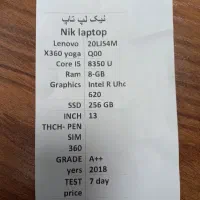 نیک لپ تاپ
Nik laptop
Lenovo 20LJS4M
X360 yoga Q00
Core I5 8350 U
Ram 8-GB
Graphics Intel R Uhc
620
SSD 256 GB
INCH 13
THCH- PEN
SIM
360
GRADE A++
yers 2018
TEST 7 day
price